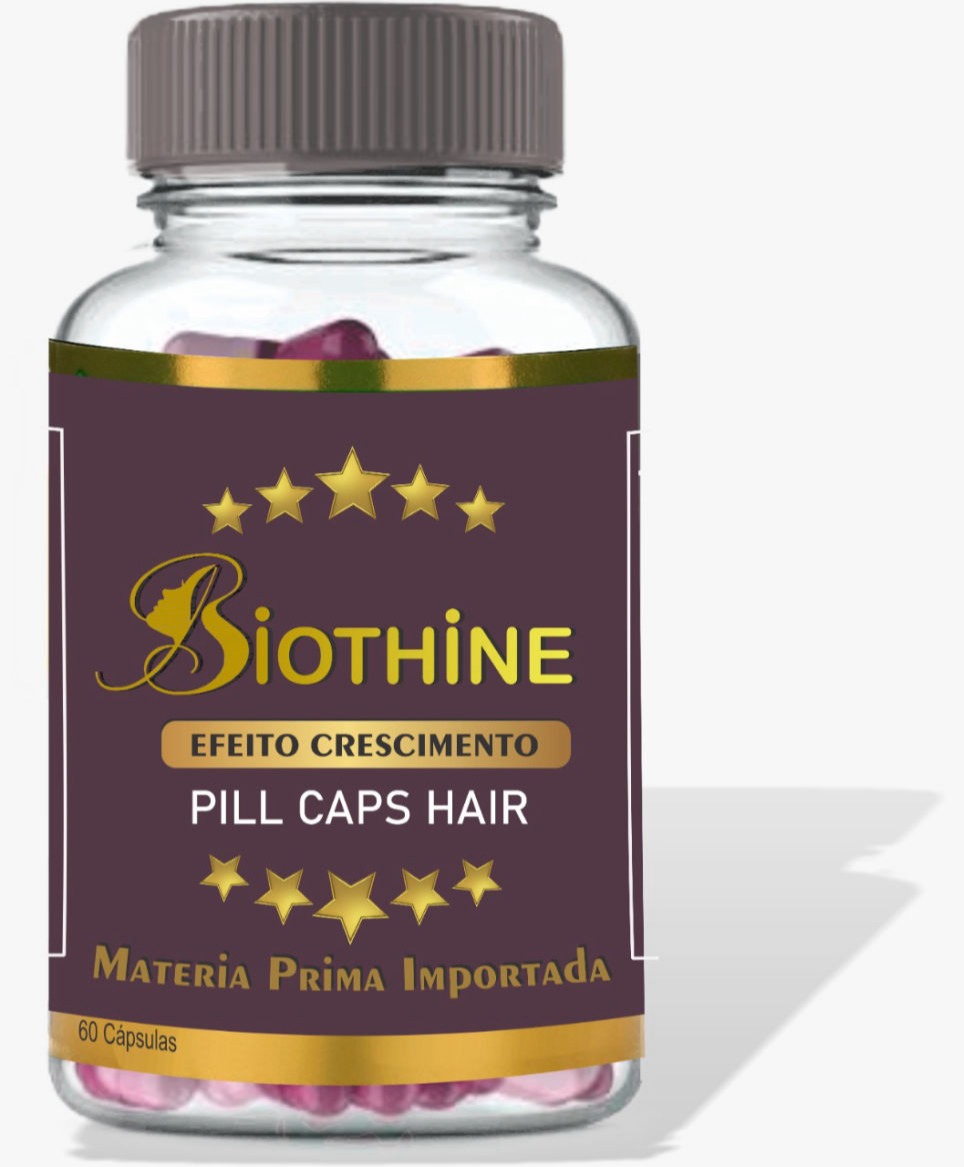 BiOTHiNE
EFEITO CRESCIMENTO
PILL CAPS HAIR
MATERiA PRiMA IMPORTAdA
60 Cápsulas